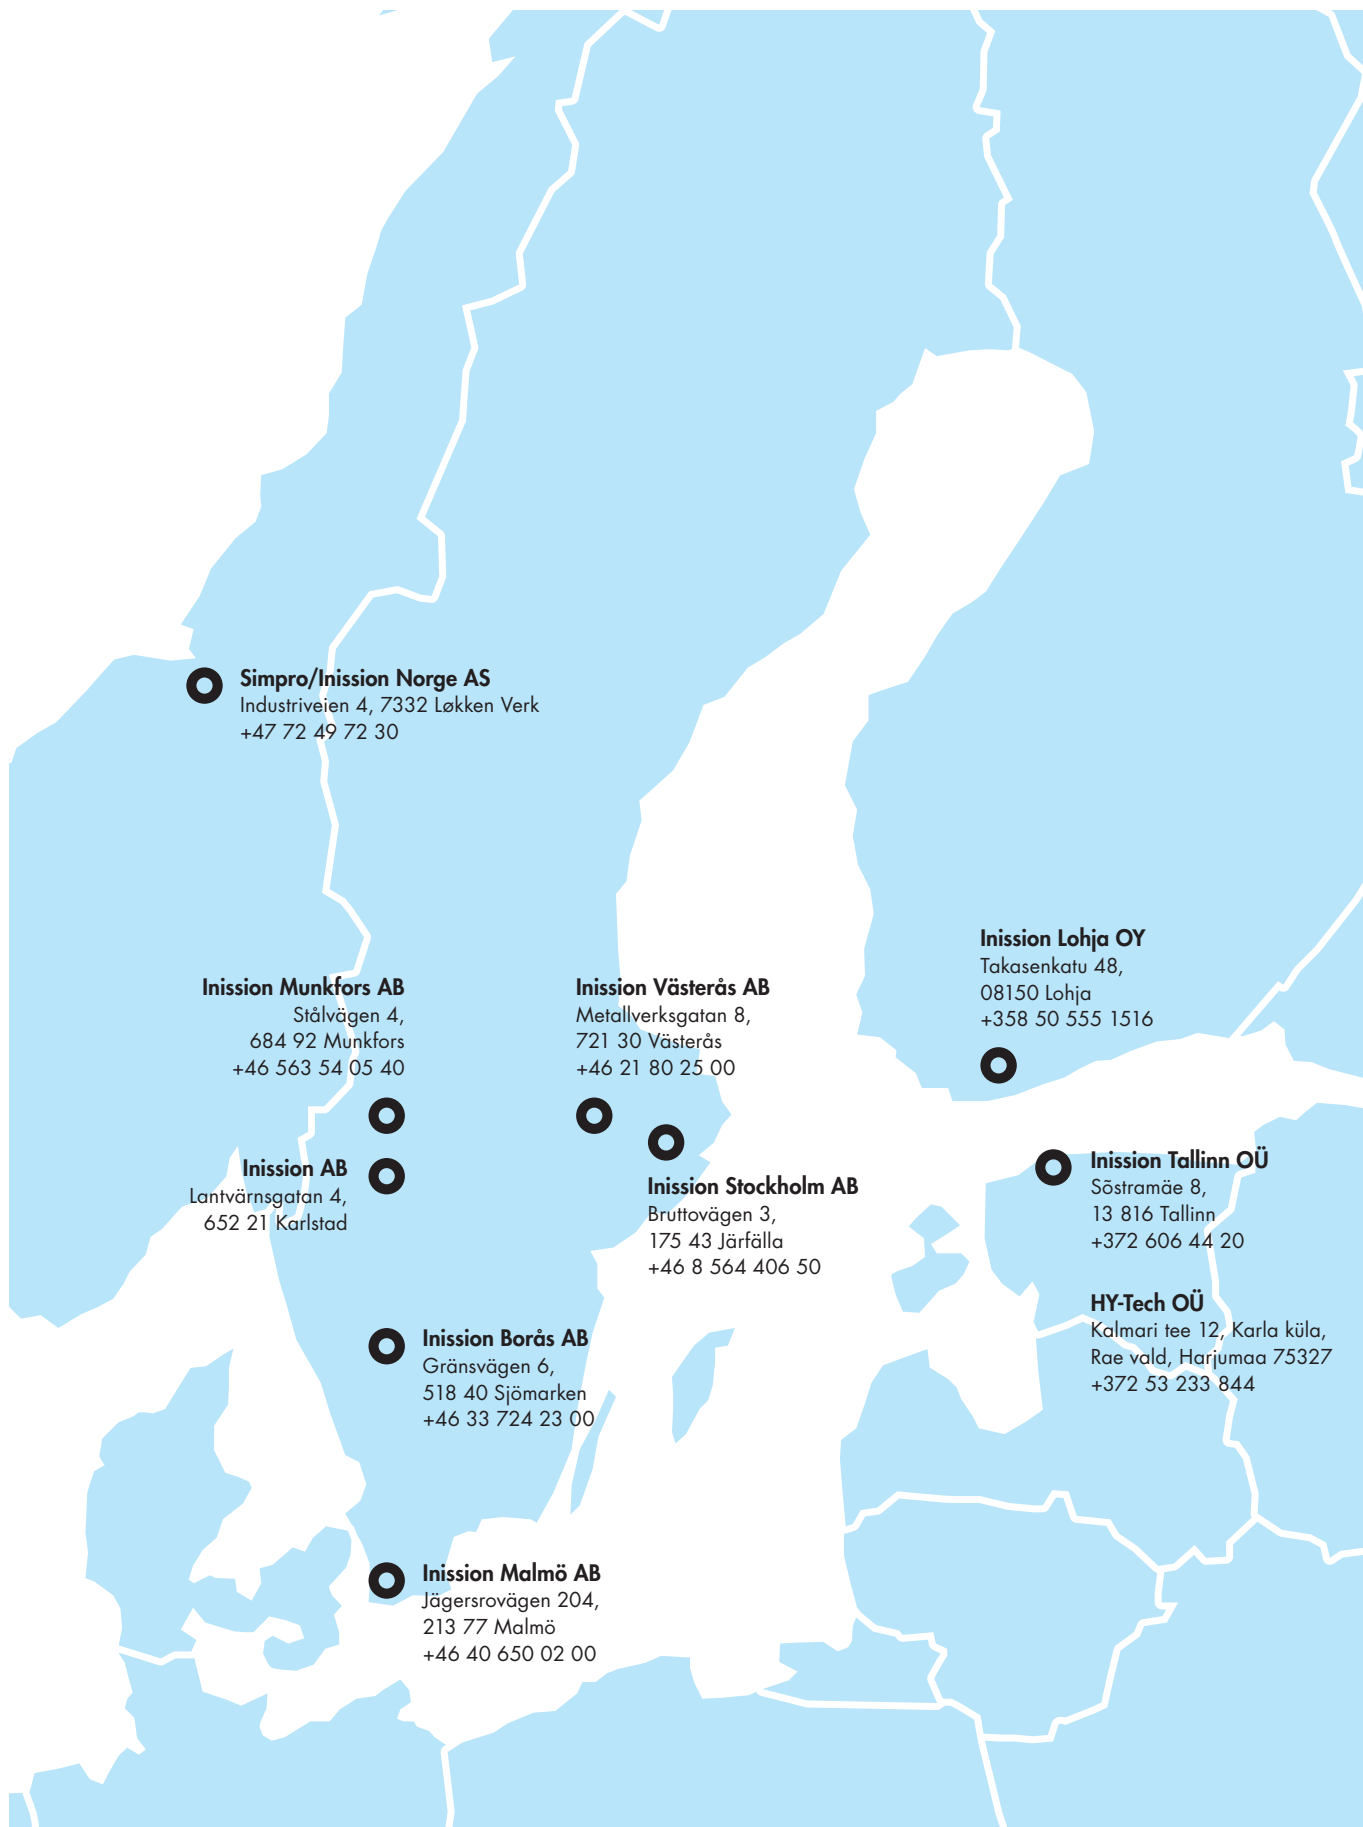 Simpro/Inission Norge AS
Industriveien 4, 7332 Løkken Verk
+47 72 49 72 30
Inission Lohja OY
Takasenkatu 48,
08150 Lohja
+358 50 555 1516
Inission Munkfors AB
Stålvägen 4,
684 92 Munkfors
+46 563 54 05 40
Inission Västerås AB
Metallverksgatan 8,
721 30 Västerås
+46 21 80 25 00
Inission AB
Lantvärnsgatan 4,
652 21 Karlstad
Inission Stockholm AB
Bruttovägen 3,
175 43 Järfälla
+46 8 564 406 50
Inission Tallinn OÜ
Sõstramäe 8,
13 816 Tallinn
+372 606 44 20
HY-Tech OÜ
Kalmari tee 12, Karla küla,
Rae vald, Harjumaa 75327
+372 53 233 844
Inission Borås AB
Gränsvägen 6,
518 40 Sjömarken
+46 33 724 23 00
Inission Malmö AB
Jägersrovägen 204,
213 77 Malmö
+46 40 650 02 00